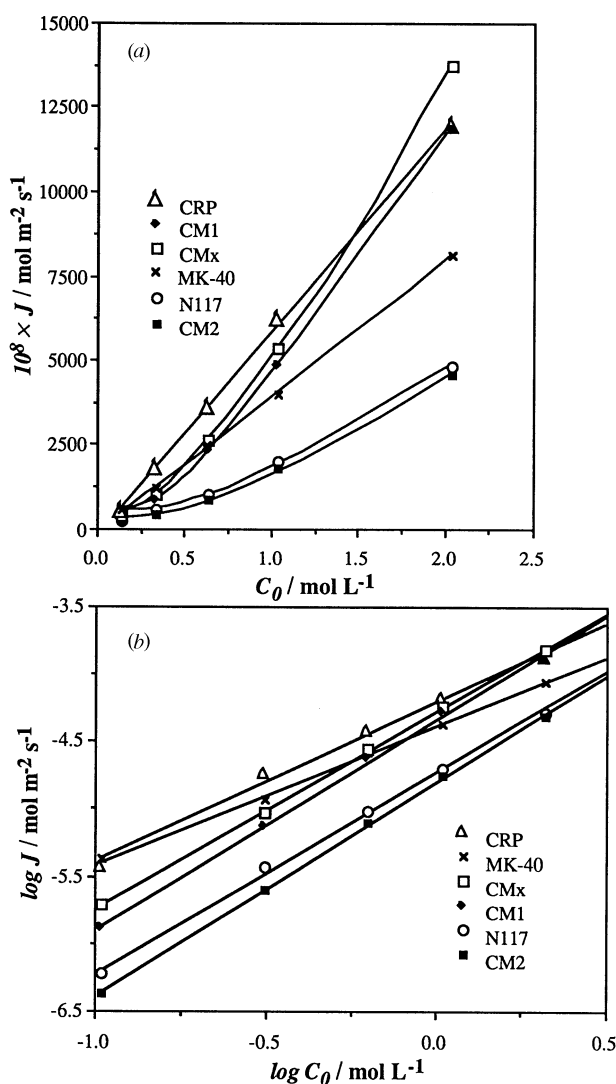 (a)
15000
12500
10000
7500
5000
2500
0
10⁸ × J / mol m⁻² s⁻¹
CRP
CM1
CMx
MK-40
N117
CM2
0.0 0.5 1.0 1.5 2.0 2.5
C₀ / mol L⁻¹
(b)
-3.5
-4.5
-5.5
-6.5
log J / mol m⁻² s⁻¹
CRP
MK-40
CMx
CM1
N117
CM2
-1.0 -0.5 0.0 0.5
log C₀ / mol L⁻¹